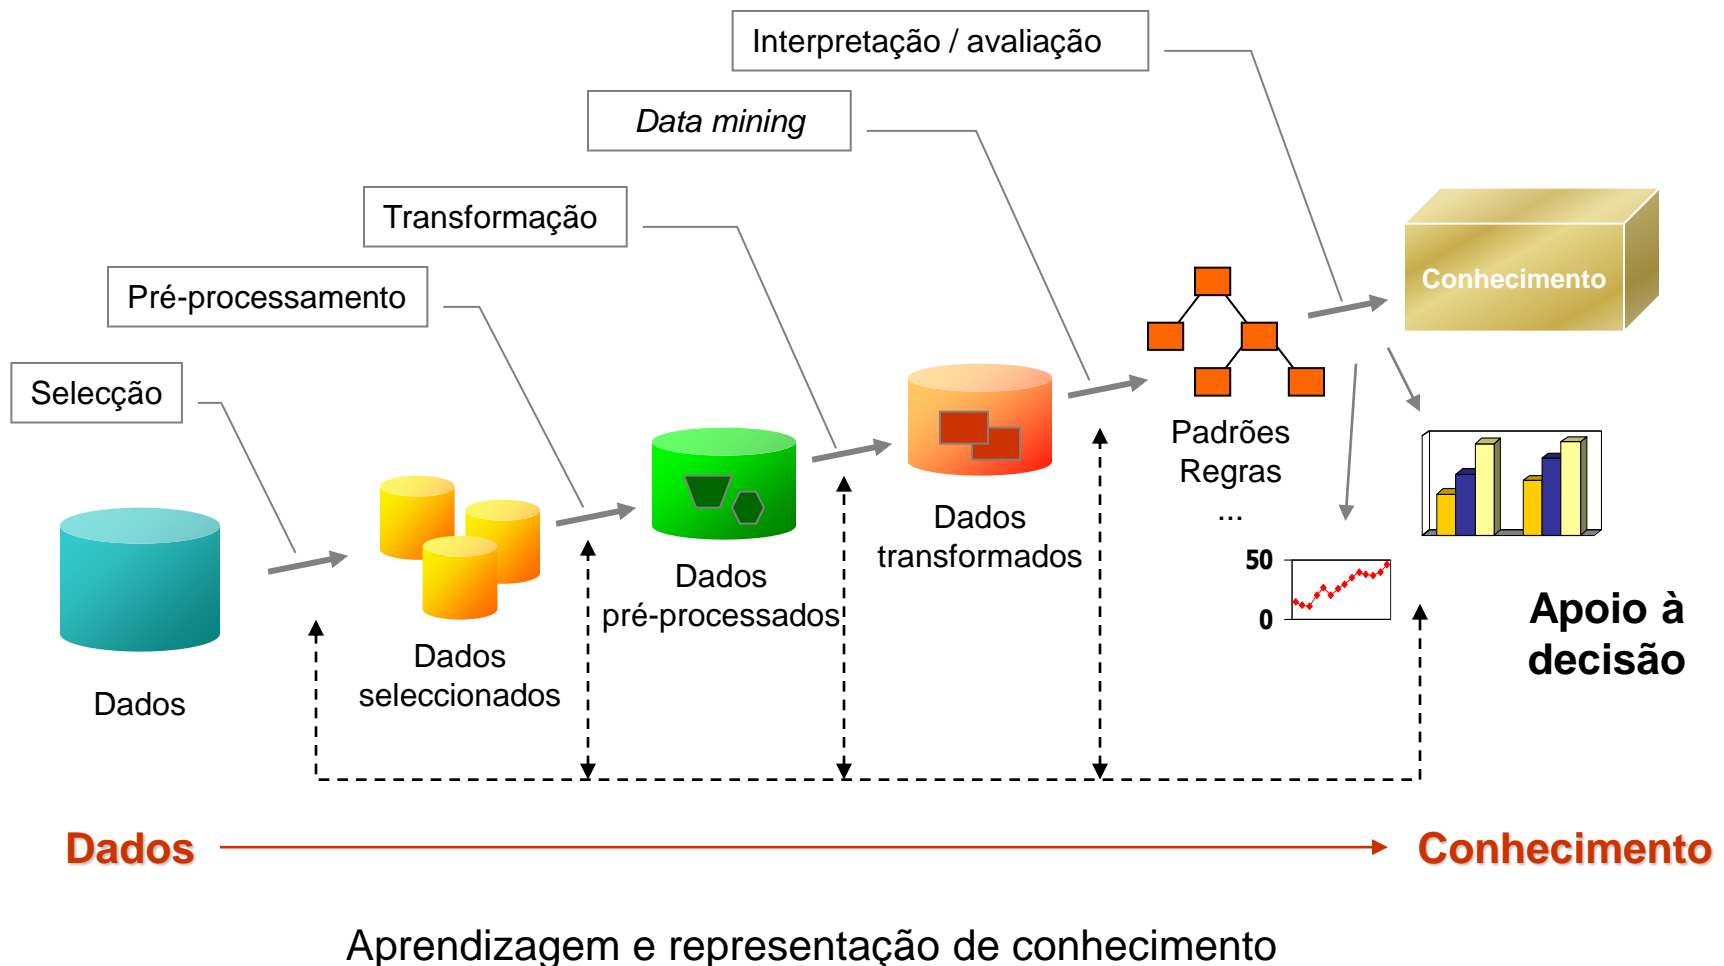 Interpretação / avaliação
Data mining
Transformação
Pré-processamento
Selecção
Conhecimento
Padrões
Regras
...
Dados
transformados
Dados
pré-processados
Dados
seleccionados
Dados
50
0
Apoio à
decisão
Dados
Conhecimento
Aprendizagem e representação de conhecimento